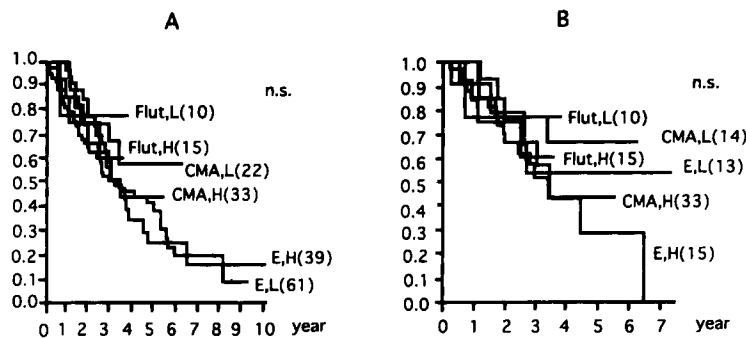 A
1.0
0.9
0.8
0.7
0.6
0.5
0.4
0.3
0.2
0.1
0.0
0 1 2 3 4 5 6 7 8 9 10 year
n.s.
Flut,L(10)
Flut,H(15)
CMA,L(22)
CMA,H(33)
E,H(39)
E,L(61)
B
1.0
0.9
0.8
0.7
0.6
0.5
0.4
0.3
0.2
0.1
0.0
0 1 2 3 4 5 6 7 year
n.s.
Flut,L(10)
CMA,L(14)
Flut,H(15)
E,L(13)
CMA,H(33)
E,H(15)